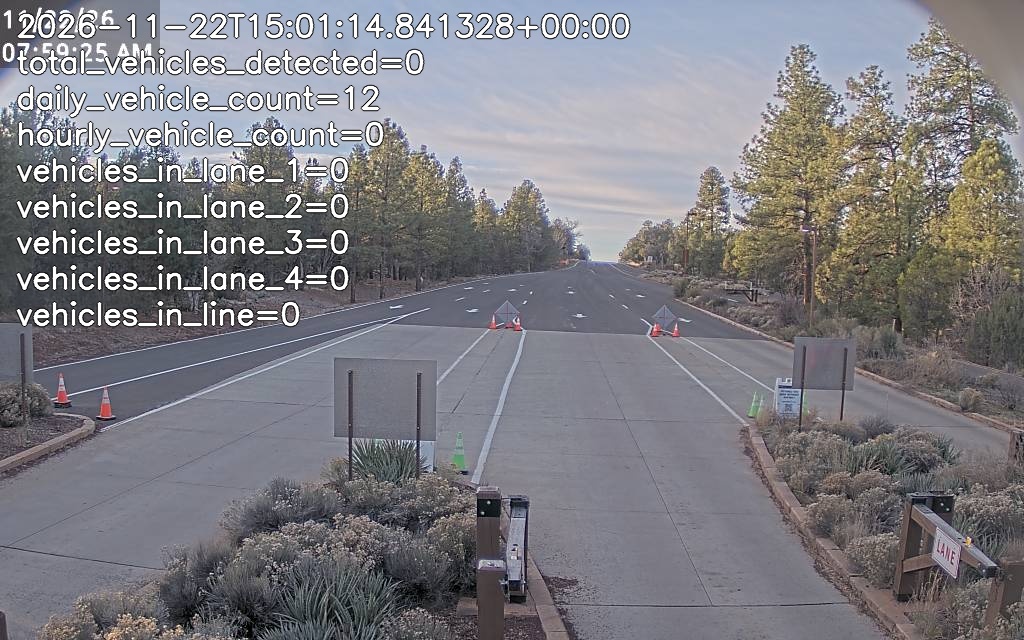 2026-11-22T15:01:14.841328+00:00
07:59:25 AM
total_vehicles_detected=0
daily_vehicle_count=12
hourly_vehicle_count=0
vehicles_in_lane_1=0
vehicles_in_lane_2=0
vehicles_in_lane_3=0
vehicles_in_lane_4=0
vehicles_in_line=0
LANE